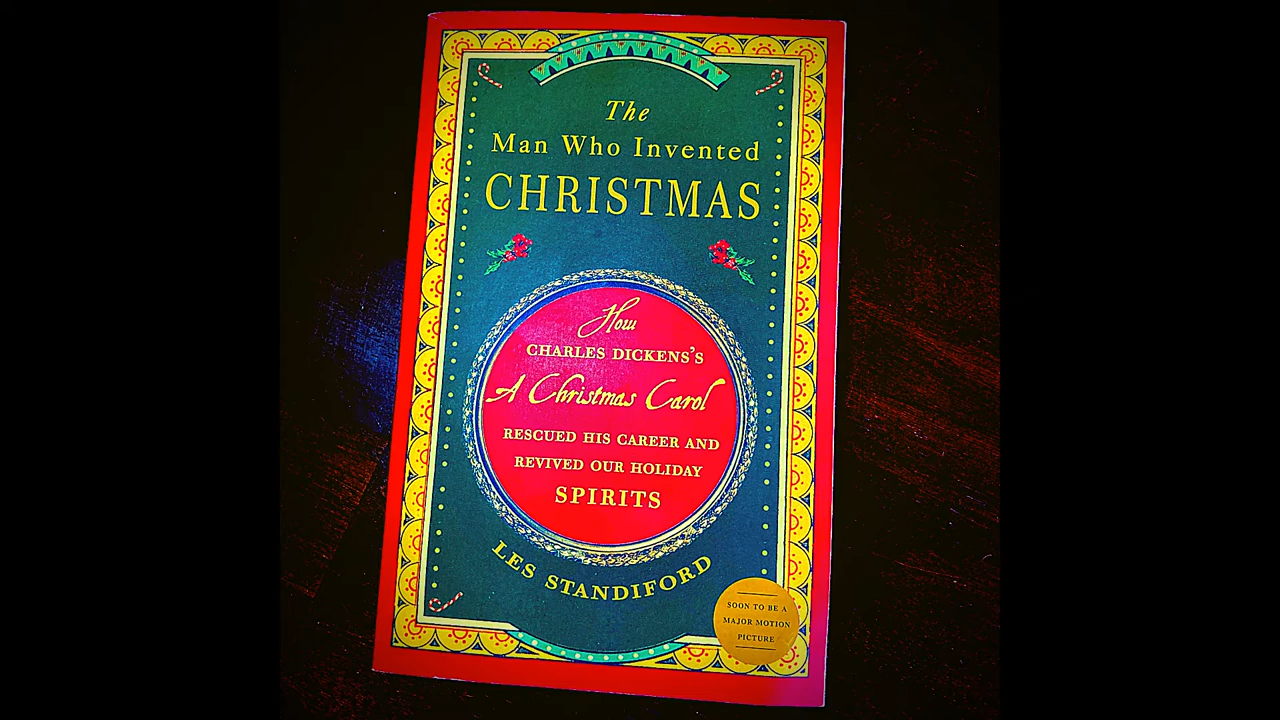 The
Man Who Invented
CHRISTMAS
How
CHARLES DICKENS'S
A Christmas Carol
RESCUED HIS CAREER AND
REVIVED OUR HOLIDAY
SPIRITS
LES STANDIFORD
SOON TO BE A
MAJOR MOTION
PICTURE